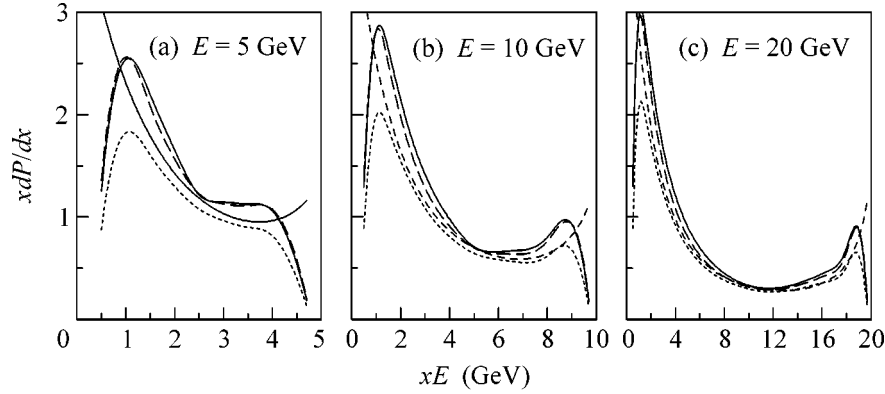 3
2
1
0
xdP/dx
(a) E = 5 GeV
(b) E = 10 GeV
(c) E = 20 GeV
0 1 2 3 4 5
0 2 4 6 8 10
0 4 8 12 16 20
xE (GeV)